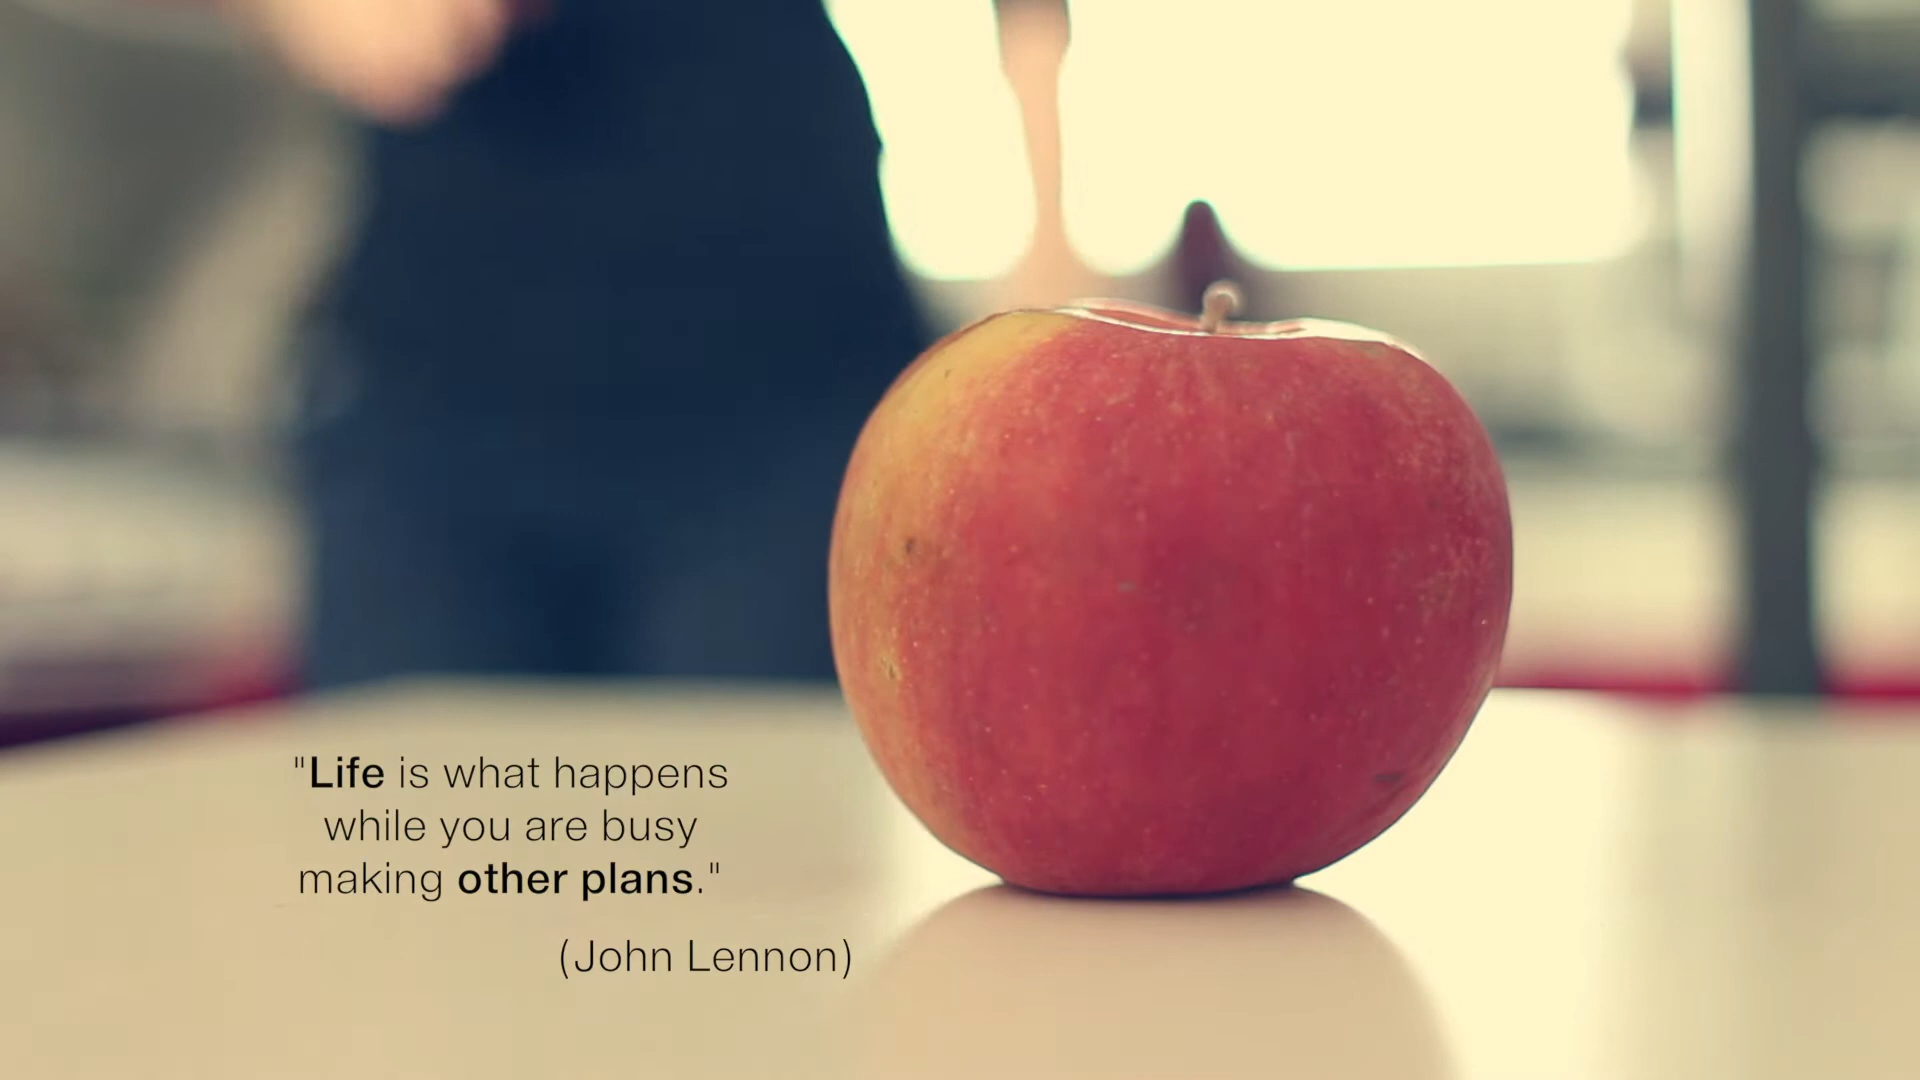 "Life is what happens
while you are busy
making other plans."
(John Lennon)